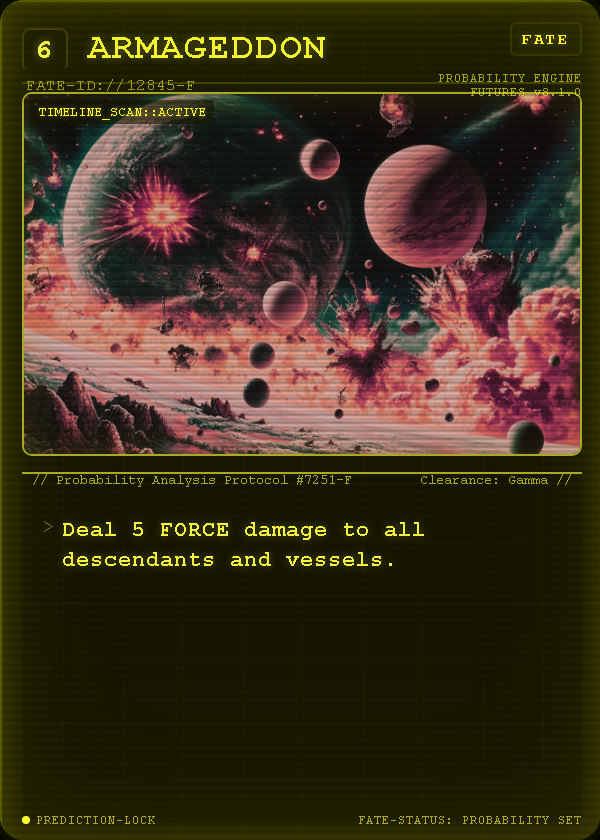 6 ARMAGEDDON FATE
FATE-ID://12845-F
PROBABILITY ENGINE
FUTURES v8.1.0
TIMELINE_SCAN::ACTIVE
// Probability Analysis Protocol #7251-F Clearance: Gamma //
> Deal 5 FORCE damage to all
descendants and vessels.
PREDICTION-LOCK FATE-STATUS: PROBABILITY SET